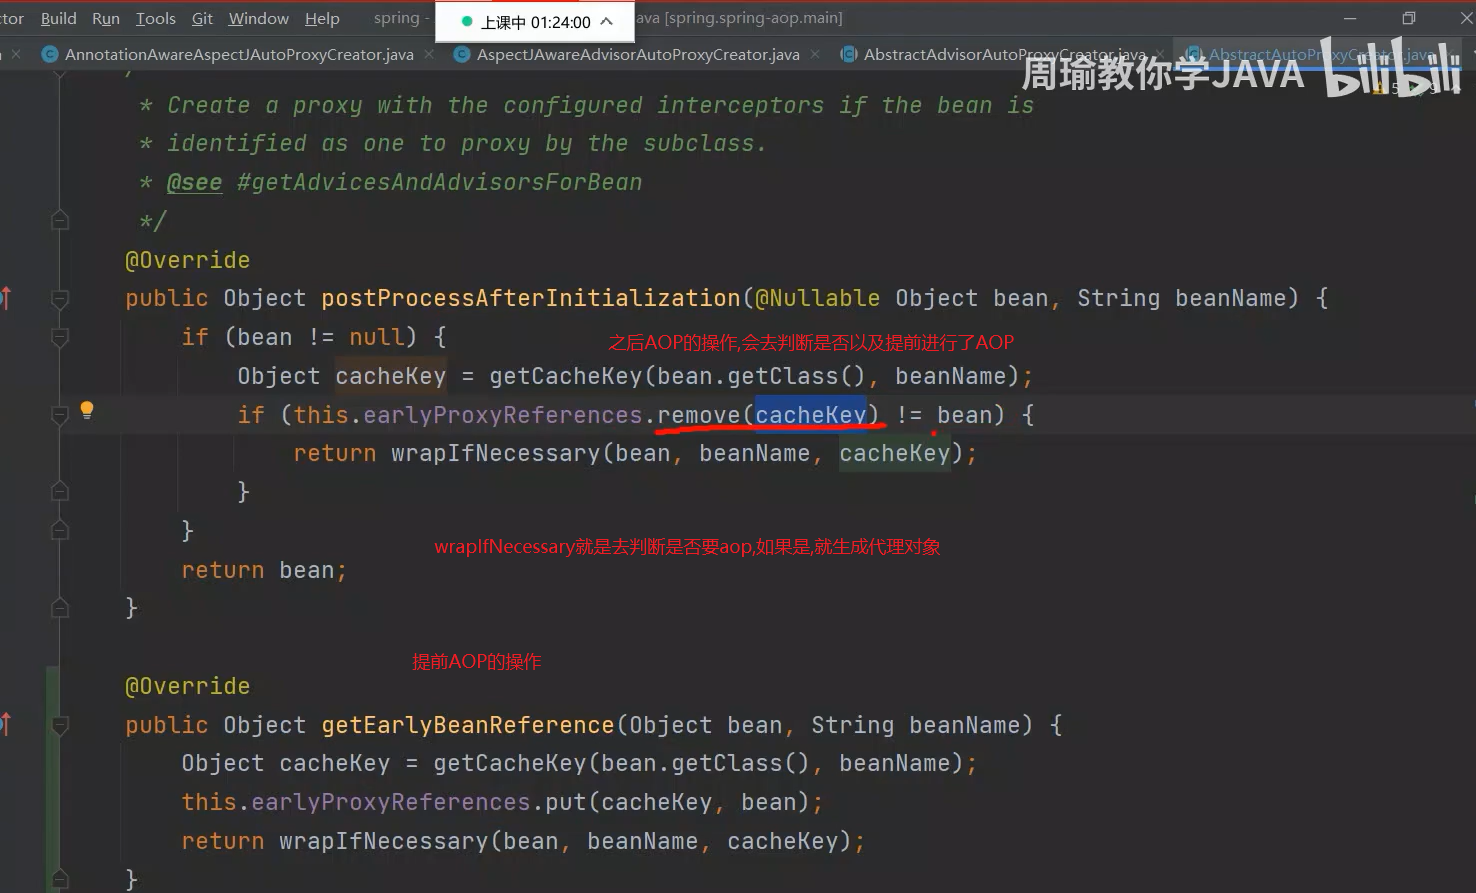 ctor Build Run Tools Git Window Help spring - ava [spring.spring-aop.main]
上课中 01:24:00
AnnotationAwareAspectJAutoProxyCreator.java AspectJAwareAdvisorAutoProxyCreator.java AbstractAdvisorAutoProxyCreator.java AbstractAutoProxyCreator.java
周瑜教你学JAVA bilibili
* Create a proxy with the configured interceptors if the bean is
* identified as one to proxy by the subclass.
* @see #getAdvicesAndAdvisorsForBean
*/
@Override
public Object postProcessAfterInitialization(@Nullable Object bean, String beanName) {
if (bean != null) {
之后AOP的操作,会去判断是否以及提前进行了AOP
Object cacheKey = getCacheKey(bean.getClass(), beanName);
if (this.earlyProxyReferences.remove(cacheKey) != bean) {
return wrapIfNecessary(bean, beanName, cacheKey);
}
}
wrapIfNecessary就是去判断是否要aop,如果是,就生成代理对象
return bean;
}
提前AOP的操作
@Override
public Object getEarlyBeanReference(Object bean, String beanName) {
Object cacheKey = getCacheKey(bean.getClass(), beanName);
this.earlyProxyReferences.put(cacheKey, bean);
return wrapIfNecessary(bean, beanName, cacheKey);
}